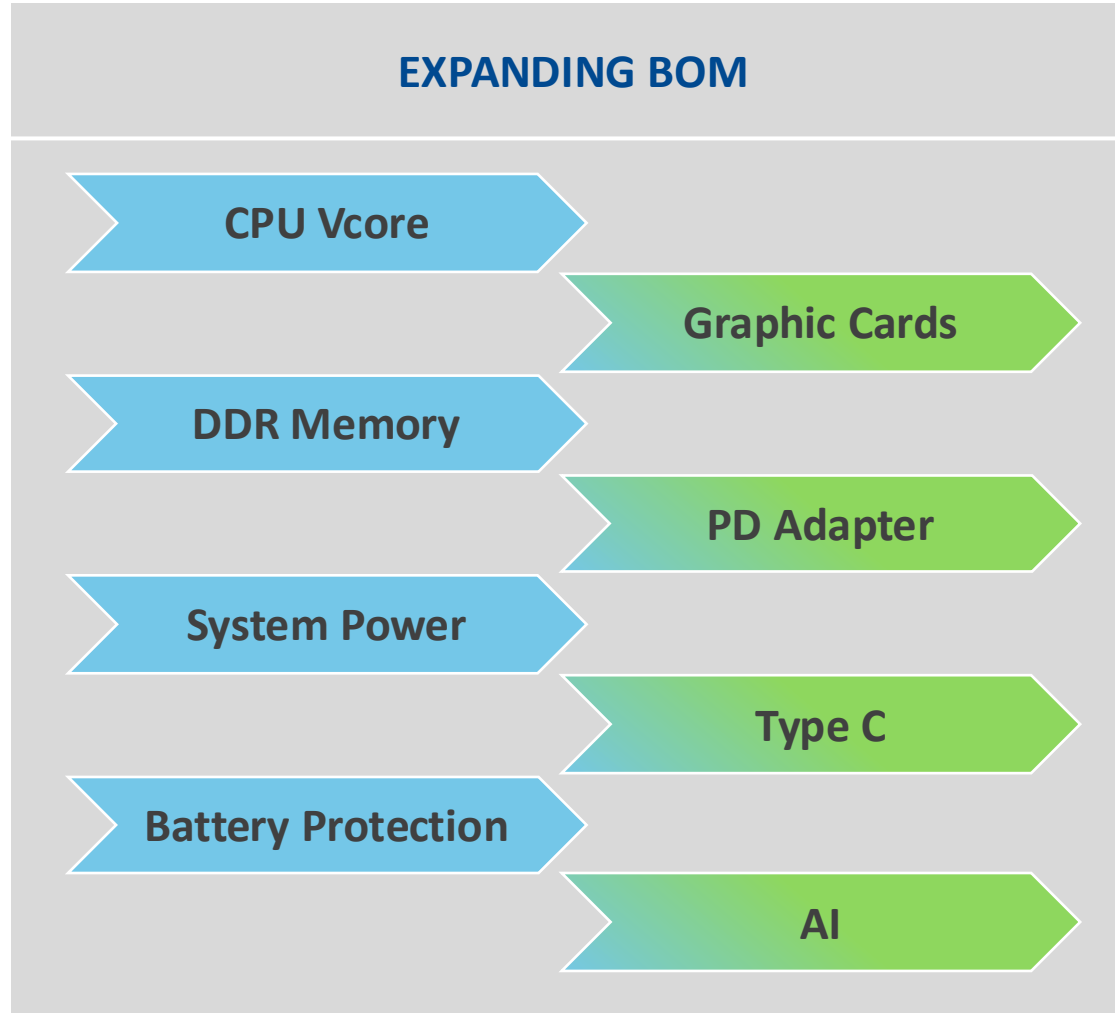 EXPANDING BOM
CPU Vcore
Graphic Cards
DDR Memory
PD Adapter
System Power
Type C
Battery Protection
AI